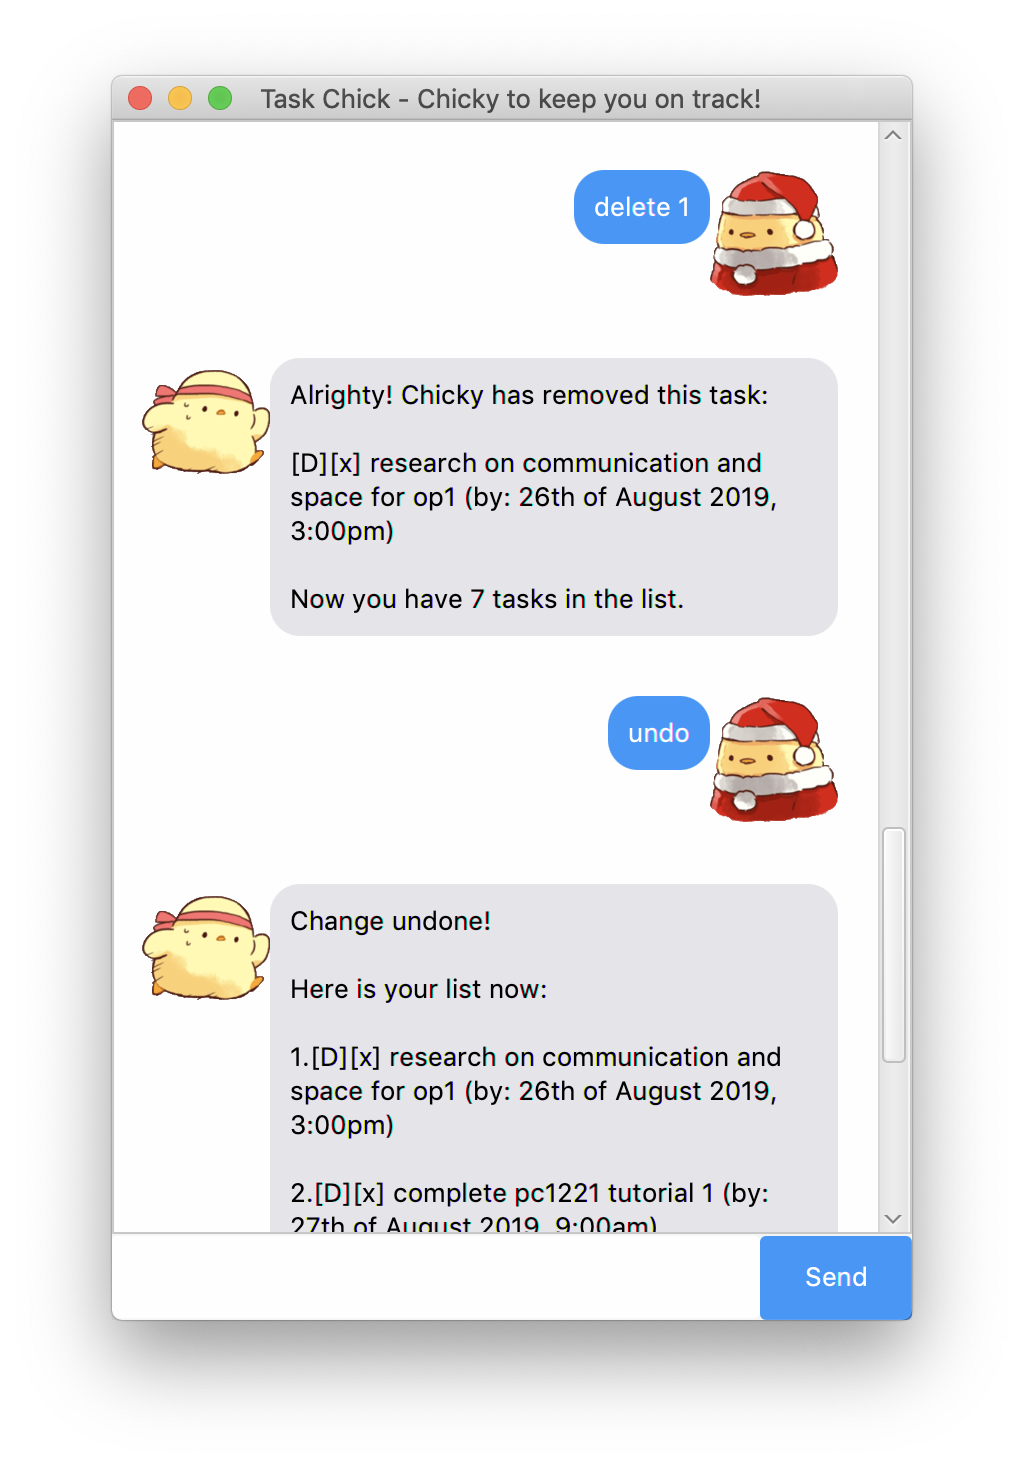 Task Chick - Chicky to keep you on track!
delete 1
Alrighty! Chicky has removed this task:
[D][x] research on communication and
space for op1 (by: 26th of August 2019,
3:00pm)
Now you have 7 tasks in the list.
undo
Change undone!
Here is your list now:
1.[D][x] research on communication and
space for op1 (by: 26th of August 2019,
3:00pm)
2.[D][x] complete pc1221 tutorial 1 (by:
27th of August 2019, 9:00am)
Send